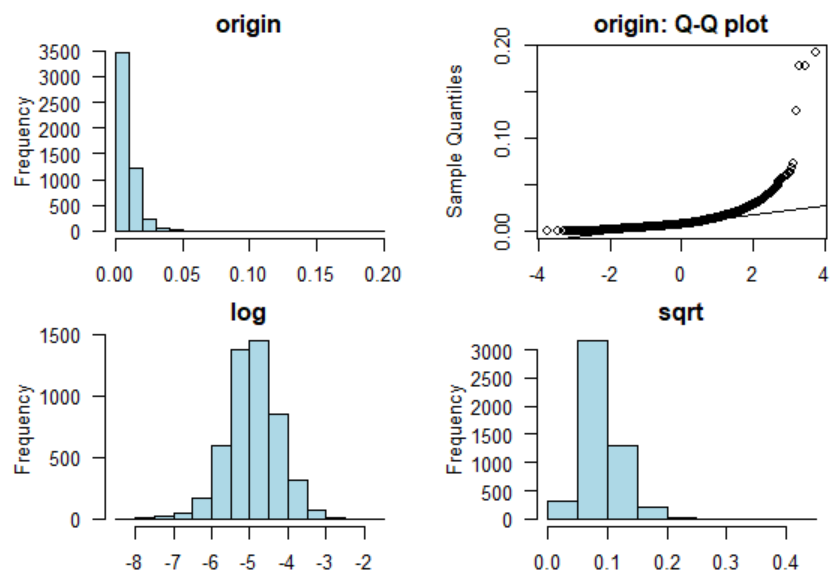 origin
Frequency
3500
3000
2500
2000
1500
1000
500
0
0.00 0.05 0.10 0.15 0.20
origin: Q-Q plot
Sample Quantiles
0.20
0.10
0.00
-4 -2 0 2 4
log
Frequency
1500
1000
500
0
-8 -7 -6 -5 -4 -3 -2
sqrt
Frequency
3000
2500
2000
1500
1000
500
0
0.0 0.1 0.2 0.3 0.4